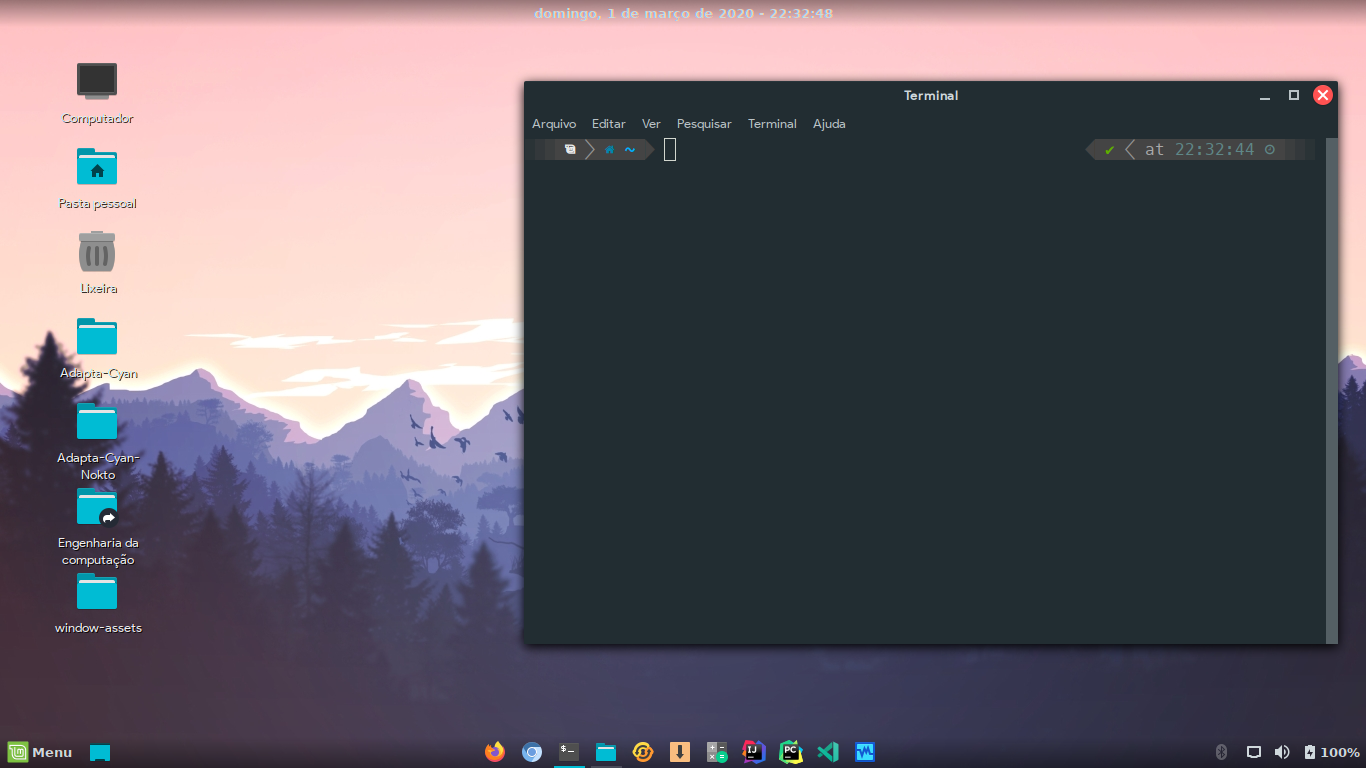 domingo, 1 de março de 2020 - 22:32:48
Computador
Pasta pessoal
Lixeira
Adapta-Cyan
Adapta-Cyan-
Nokto
Engenharia da
computação
window-assets
Terminal
Arquivo Editar Ver Pesquisar Terminal Ajuda
~ ✔ at 22:32:44
Menu
$_
IJ
PC
100%